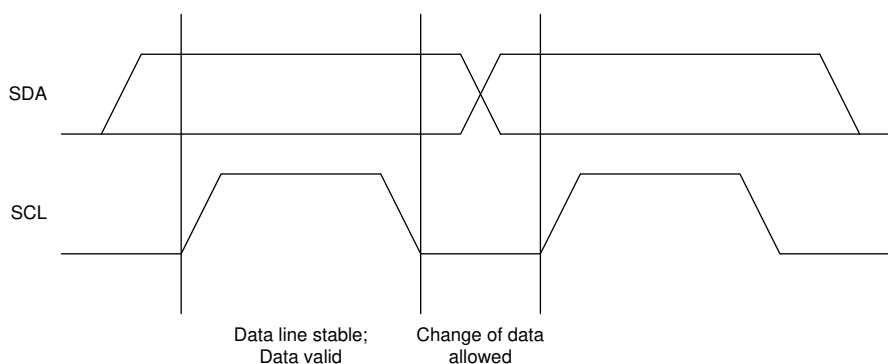 SDA
SCL
Data line stable;
Data valid
Change of data
allowed